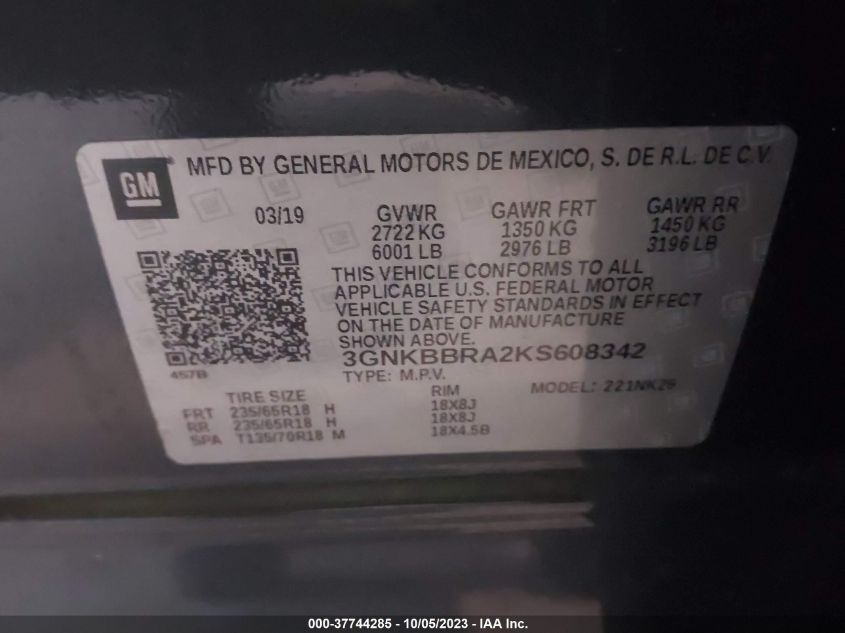 GM MFD BY GENERAL MOTORS DE MEXICO, S. DE R.L. DE C.V.
03/19 GVWR GAWR FRT GAWR RR
2722 KG 1350 KG 1450 KG
6001 LB 2976 LB 3196 LB
THIS VEHICLE CONFORMS TO ALL
APPLICABLE U.S. FEDERAL MOTOR
VEHICLE SAFETY STANDARDS IN EFFECT
ON THE DATE OF MANUFACTURE
SHOWN ABOVE.
3GNKBBRA2KS608342
457B TYPE: M.P.V. MODEL: 221NK26
TIRE SIZE RIM
FRT 235/65R18 H 18X8J
RR 235/65R18 H 18X8J
SPA T135/70R18 M 18X4.5B
000-37744285 - 10/05/2023 - IAA Inc.